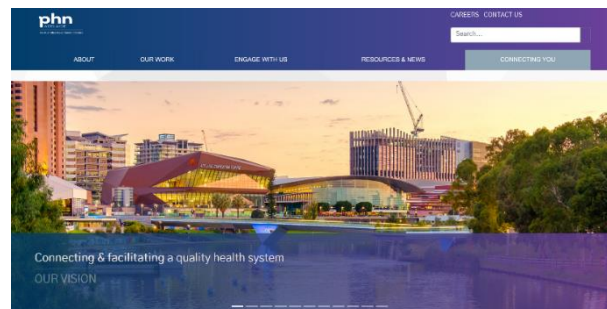 phn
CAREERS CONTACT US
Search...
ABOUT OUR WORK ENGAGE WITH US RESOURCES & NEWS CONNECTING YOU
Connecting & facilitating a quality health system
OUR VISION